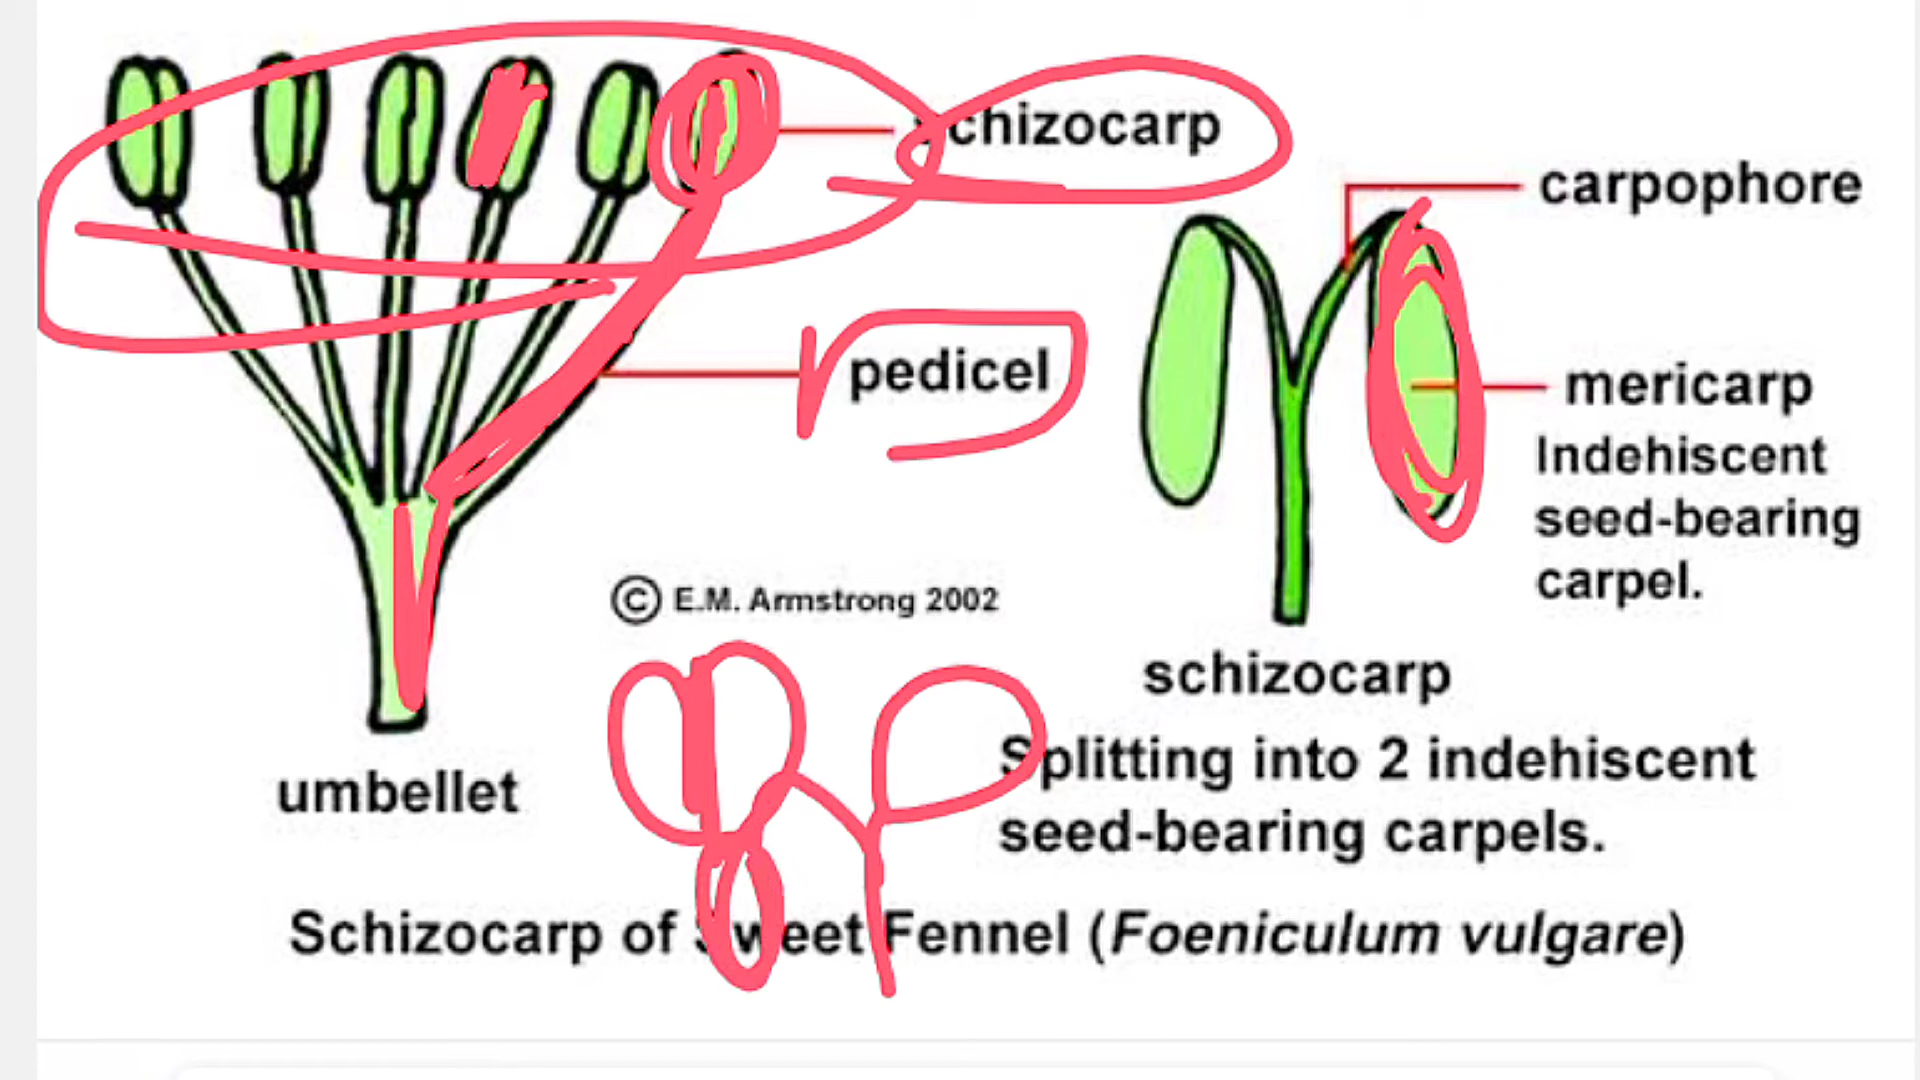 schizocarp
carpophore
pedicel
mericarp
Indehiscent
seed-bearing
carpel.
© E.M. Armstrong 2002
schizocarp
umbellet
Splitting into 2 indehiscent
seed-bearing carpels.
Schizocarp of Sweet Fennel (Foeniculum vulgare)